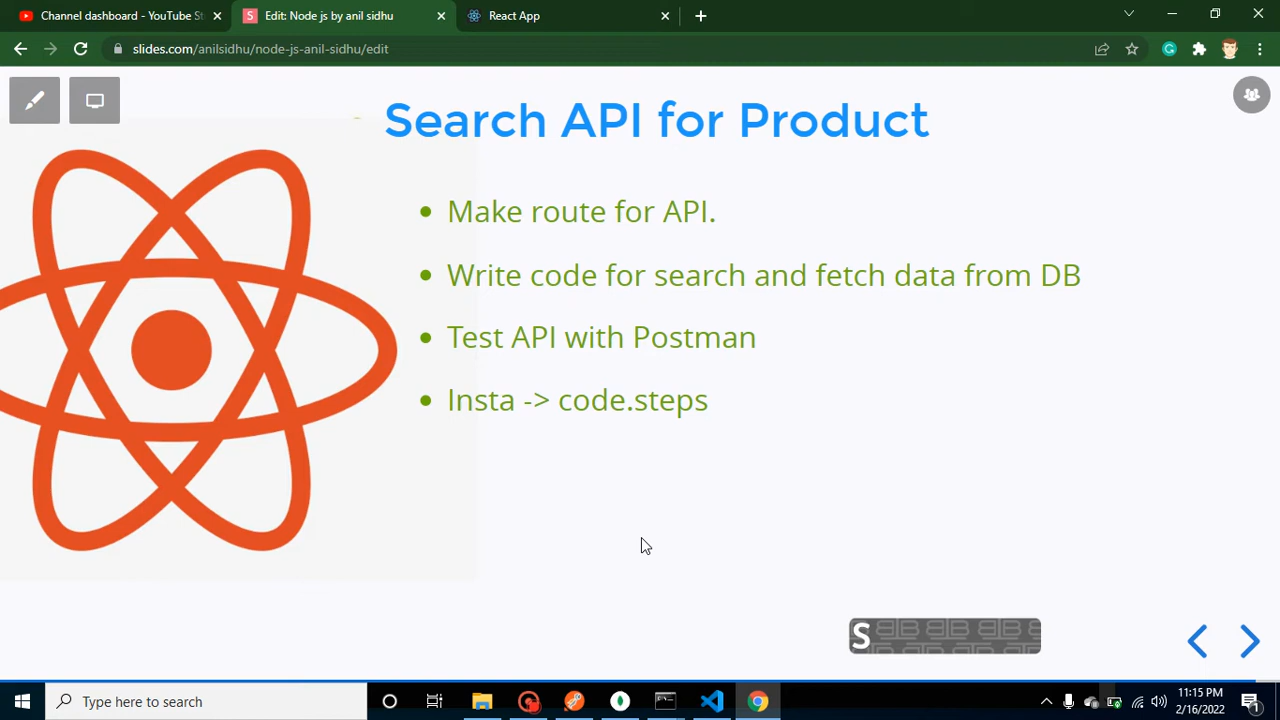 Channel dashboard - YouTube St
Edit: Node js by anil sidhu
React App
slides.com/anilsidhu/node-js-anil-sidhu/edit
Search API for Product
Make route for API.
Write code for search and fetch data from DB
Test API with Postman
Insta -> code.steps
S
Type here to search
11:15 PM
2/16/2022
1